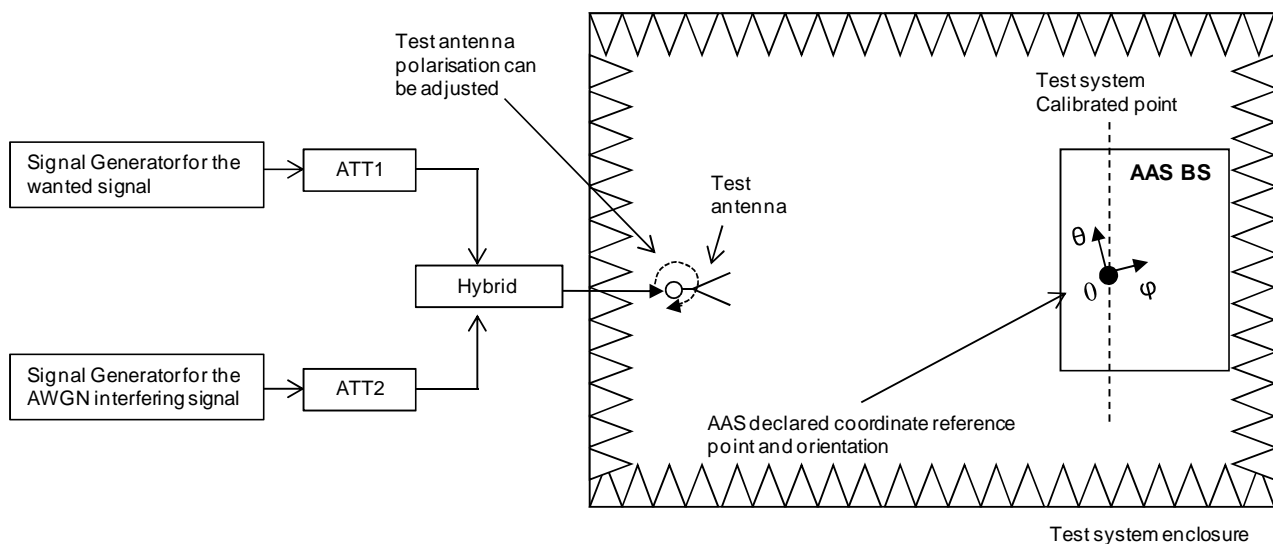 Test antenna
polarisation can
be adjusted
Test system
Calibrated point
Signal Generator for the
wanted signal
ATT1
AAS BS
Test
antenna
θ
Hybrid
0
φ
Signal Generator for the
AWGN interfering signal
ATT2
AAS declared coordinate reference
point and orientation
Test system enclosure